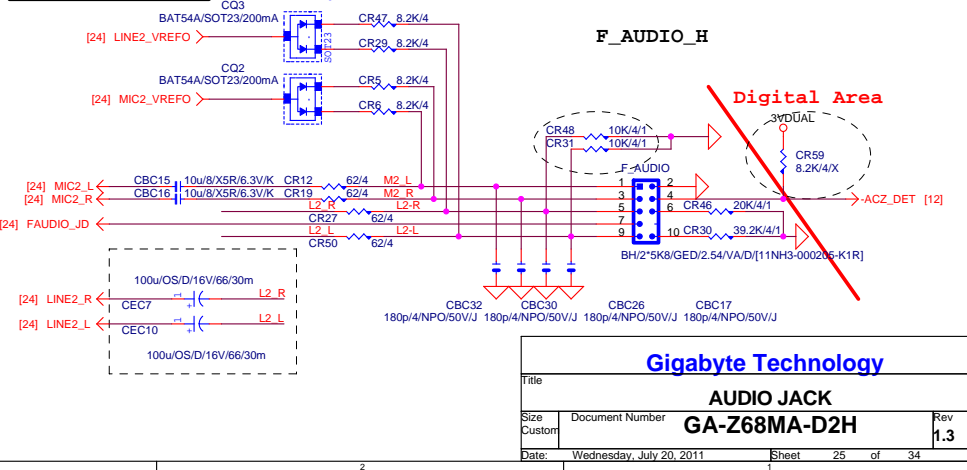 CQ3
BAT54A/SOT23/200mA
[24] LINE2_VREFO
SOT23
CR47 8.2K/4
CR29 8.2K/4
CQ2
BAT54A/SOT23/200mA
[24] MIC2_VREFO
CR5 8.2K/4
CR6 8.2K/4
F_AUDIO_H
Digital Area
3VDUAL
CR59
8.2K/4/X
CR48 10K/4/1
CR31 10K/4/1
F_AUDIO
[24] MIC2_L
CBC15 10u/8/X5R/6.3V/K CR12 62/4 M2_L
[24] MIC2_R
CBC16 10u/8/X5R/6.3V/K CR19 62/4 M2_R
L2_R L2-R
CR27 62/4
[24] FAUDIO_JD
L2_L L2-L
CR50 62/4
1 2
3 4
5 6
7
9 10
CR46 20K/4/1
CR30 39.2K/4/1
-ACZ_DET [12]
BH/2*5K8/GED/2.54/VA/D/[11NH3-000205-K1R]
100u/OS/D/16V/66/30m
[24] LINE2_R
CEC7
1
+
L2_R
[24] LINE2_L
CEC10
1
+
L2_L
100u/OS/D/16V/66/30m
CBC32 CBC30 CBC26 CBC17
180p/4/NPO/50V/J 180p/4/NPO/50V/J 180p/4/NPO/50V/J 180p/4/NPO/50V/J
Gigabyte Technology
Title
AUDIO JACK
Size
Custom
Document Number
GA-Z68MA-D2H
Rev
1.3
Date: Wednesday, July 20, 2011 Sheet 25 of 34
2 1